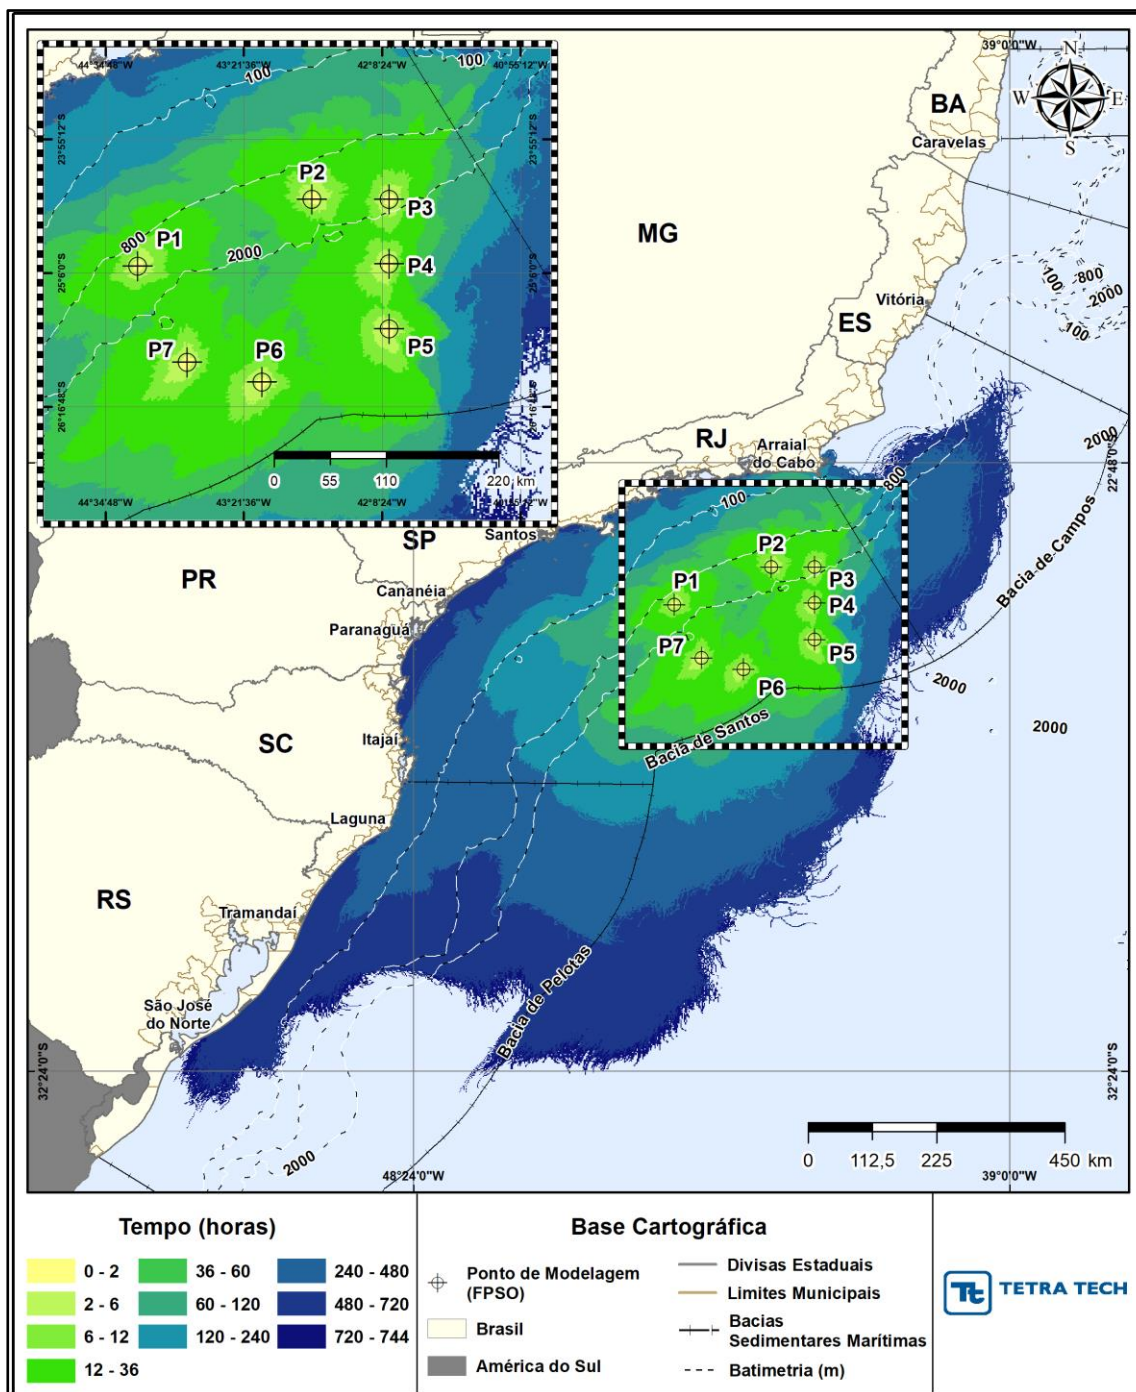 44°34'48"W
43°21'36"W
42°8'24"W
40°55'12"W
100
100
23°55'12"S
23°55'12"S
P2
P3
P1
800
2000
25°6'0"S
25°6'0"S
P4
P7
P6
P5
26°16'48"S
26°16'48"S
0 55 110 220 km
44°34'48"W
43°21'36"W
42°8'24"W
40°55'12"W
39°0'0"W
N
W E
S
BA
Caravelas
MG
100
800
2000
Vitória
100
ES
RJ
Arraial
do Cabo
2000
22°48'0"S
Bacia de Campos
SP
Santos
100
800
PR
Cananéia
P2
P3
P1
P4
Paranaguá
P7
P5
P6
2000
2000
Bacia de Santos
SC
Itajaí
Laguna
RS
Tramandaí
São José
do Norte
Bacia de Pelotas
32°24'0"S
32°24'0"S
2000
0 112,5 225 450 km
48°24'0"W
39°0'0"W
Tempo (horas)
0 - 2
2 - 6
6 - 12
12 - 36
36 - 60
60 - 120
120 - 240
240 - 480
480 - 720
720 - 744
Base Cartográfica
Ponto de Modelagem
(FPSO)
Brasil
América do Sul
Divisas Estaduais
Limites Municipais
Bacias
Sedimentares Marítimas
Batimetria (m)
Tt
TETRA TECH